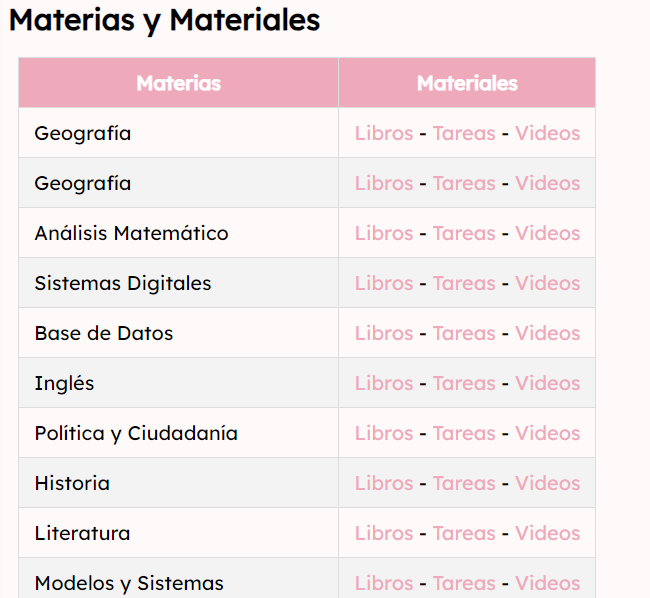 Materias y Materiales
Materias Materiales
Geografía Libros - Tareas - Videos
Geografía Libros - Tareas - Videos
Análisis Matemático Libros - Tareas - Videos
Sistemas Digitales Libros - Tareas - Videos
Base de Datos Libros - Tareas - Videos
Inglés Libros - Tareas - Videos
Política y Ciudadanía Libros - Tareas - Videos
Historia Libros - Tareas - Videos
Literatura Libros - Tareas - Videos
Modelos y Sistemas Libros - Tareas - Videos